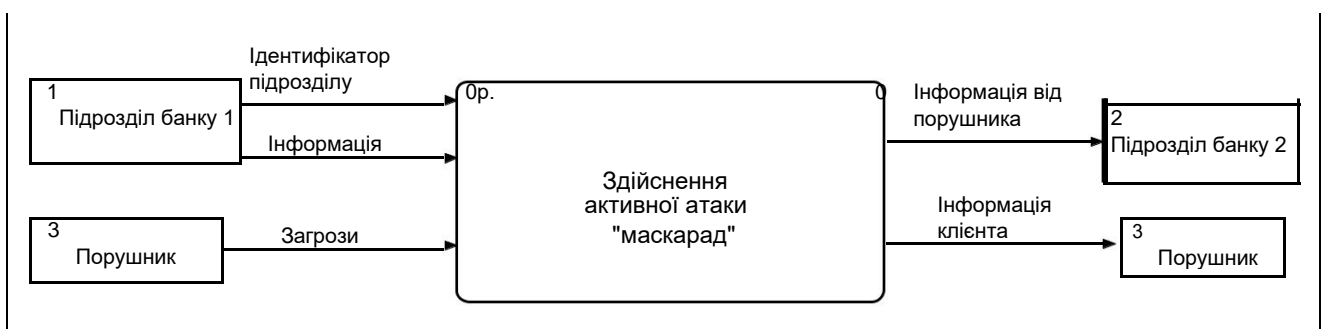 Ідентифікатор
підрозділу
1
Підрозділ банку 1
Інформація
3
Порушник
Загрози
0р.
0
Здійснення
активної атаки
"маскарад"
Інформація від
порушника
2
Підрозділ банку 2
Інформація
клієнта
3
Порушник